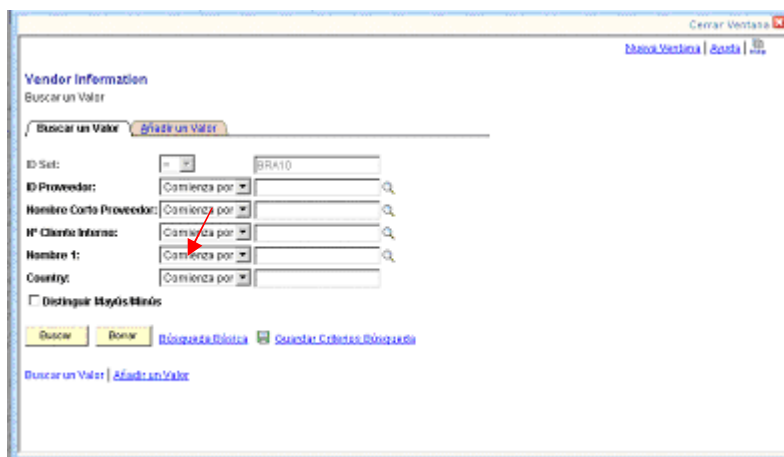 Cerrar Ventana
Nueva Ventana | Ayuda |
Vendor Information
Buscar un Valor
Buscar un Valor Añadir un Valor
ID Set: = BRA10
ID Proveedor: Comienza por
Nombre Corto Proveedor: Comienza por
Nº Cliente Interno: Comienza por
Nombre 1: Comienza por
Country: Comienza por
Distinguir Mayús/Minús
Buscar Borrar Búsqueda Básica Guardar Criterios Búsqueda
Buscar un Valor | Añadir un Valor